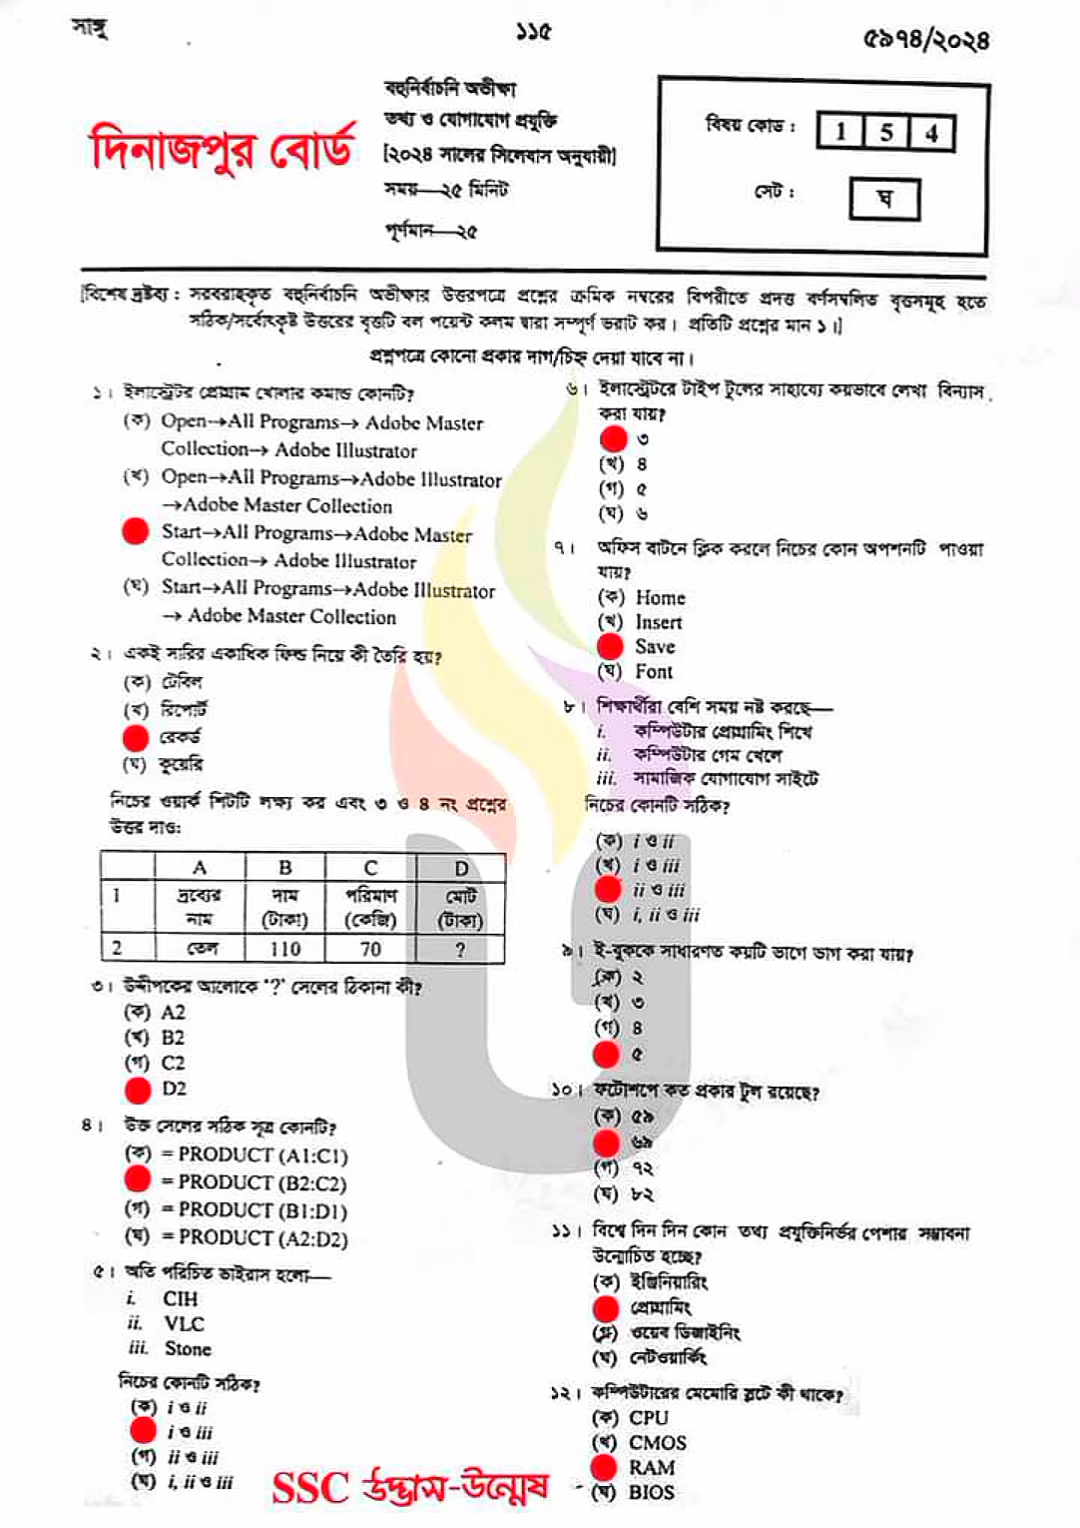 সাঙ্গু
১১৫
৫৯৭৪/২০২৪
দিনাজপুর বোর্ড
বহুনির্বাচনি অভীক্ষা
তথ্য ও যোগাযোগ প্রযুক্তি
[২০২৪ সালের সিলেবাস অনুযায়ী]
সময়—২৫ মিনিট
পূর্ণমান—২৫
বিষয় কোড : 1 5 4
সেট : ঘ
[বিশেষ দ্রষ্টব্য : সরবরাহকৃত বহুনির্বাচনি অভীক্ষার উত্তরপত্রে প্রশ্নের ক্রমিক নম্বরের বিপরীতে প্রদত্ত বর্ণসম্বলিত বৃত্তসমূহ হতে
সঠিক/সর্বোৎকৃষ্ট উত্তরের বৃত্তটি বল পয়েন্ট কলম দ্বারা সম্পূর্ণ ভরাট কর। প্রতিটি প্রশ্নের মান ১।]
প্রশ্নপত্রে কোনো প্রকার দাগ/চিহ্ন দেয়া যাবে না।
১। ইলাস্ট্রেটর প্রোগ্রাম খোলার কমান্ড কোনটি?
(ক) Open→All Programs→ Adobe Master
Collection→ Adobe Illustrator
(খ) Open→All Programs→Adobe Illustrator
→Adobe Master Collection
Start→All Programs→Adobe Master
Collection→ Adobe Illustrator
(ঘ) Start→All Programs→Adobe Illustrator
→ Adobe Master Collection
২। একই সারির একাধিক ফিল্ড নিয়ে কী তৈরি হয়?
(ক) টেবিল
(খ) রিপোর্ট
রেকর্ড
(ঘ) কুয়েরি
নিচের ওয়ার্ক শিটটি লক্ষ্য কর এবং ৩ ও ৪ নং প্রশ্নের
উত্তর দাও:
A B C D
1 দ্রব্যের দাম পরিমাণ মোট
নাম (টাকা) (কেজি) (টাকা)
2 তেল 110 70 ?
৩। উদ্দীপকের আলোকে '?' সেলের ঠিকানা কী?
(ক) A2
(খ) B2
(গ) C2
D2
৪। উক্ত সেলের সঠিক সূত্র কোনটি?
(ক) = PRODUCT (A1:C1)
= PRODUCT (B2:C2)
(গ) = PRODUCT (B1:D1)
(ঘ) = PRODUCT (A2:D2)
৫। অতি পরিচিত ভাইরাস হলো—
i. CIH
ii. VLC
iii. Stone
নিচের কোনটি সঠিক?
(ক) i ও ii
i ও iii
(গ) ii ও iii
(ঘ) i, ii ও iii
৬। ইলাস্ট্রেটরে টাইপ টুলের সাহায্যে কয়ভাবে লেখা বিন্যাস
করা যায়?
৩
(খ) ৪
(গ) ৫
(ঘ) ৬
৭। অফিস বাটনে ক্লিক করলে নিচের কোন অপশনটি পাওয়া
যায়?
(ক) Home
(খ) Insert
Save
(ঘ) Font
৮। শিক্ষার্থীরা বেশি সময় নষ্ট করছে—
i. কম্পিউটার প্রোগ্রামিং শিখে
ii. কম্পিউটার গেম খেলে
iii. সামাজিক যোগাযোগ সাইটে
নিচের কোনটি সঠিক?
(ক) i ও ii
(খ) i ও iii
ii ও iii
(ঘ) i, ii ও iii
৯। ই-বুককে সাধারণত কয়টি ভাগে ভাগ করা যায়?
(ক) ২
(খ) ৩
(গ) ৪
৫
১০। ফটোশপে কত প্রকার টুল রয়েছে?
(ক) ৫৯
৬৯
(গ) ৭২
(ঘ) ৮২
১১। বিশ্বে দিন দিন কোন তথ্য প্রযুক্তিনির্ভর পেশার সম্ভাবনা
উন্মোচিত হচ্ছে?
(ক) ইঞ্জিনিয়ারিং
প্রোগ্রামিং
(গ) ওয়েব ডিজাইনিং
(ঘ) নেটওয়ার্কিং
১২। কম্পিউটারের মেমোরি স্লটে কী থাকে?
(ক) CPU
(খ) CMOS
RAM
(ঘ) BIOS
SSC উদ্ভাস-উন্মেষ